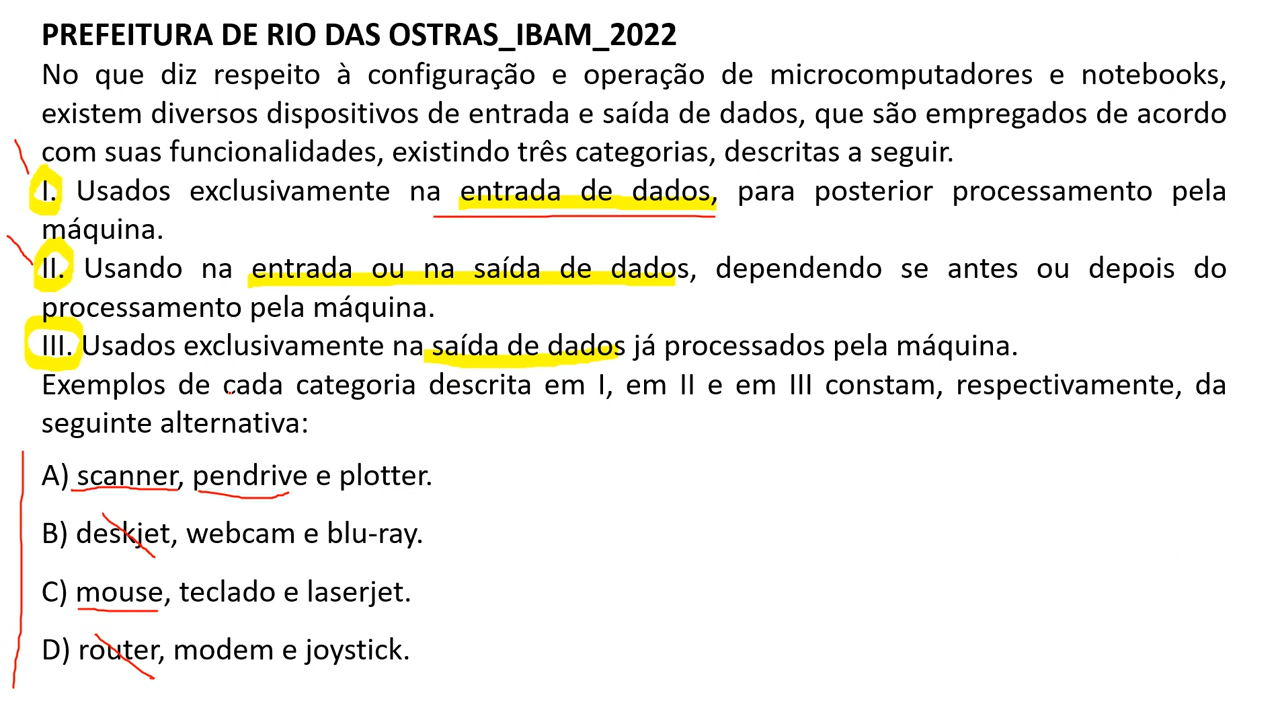 PREFEITURA DE RIO DAS OSTRAS_IBAM_2022
No que diz respeito à configuração e operação de microcomputadores e notebooks,
existem diversos dispositivos de entrada e saída de dados, que são empregados de acordo
com suas funcionalidades, existindo três categorias, descritas a seguir.
I. Usados exclusivamente na entrada de dados, para posterior processamento pela
máquina.
II. Usando na entrada ou na saída de dados, dependendo se antes ou depois do
processamento pela máquina.
III. Usados exclusivamente na saída de dados já processados pela máquina.
Exemplos de cada categoria descrita em I, em II e em III constam, respectivamente, da
seguinte alternativa:
A) scanner, pendrive e plotter.
B) deskjet, webcam e blu-ray.
C) mouse, teclado e laserjet.
D) router, modem e joystick.